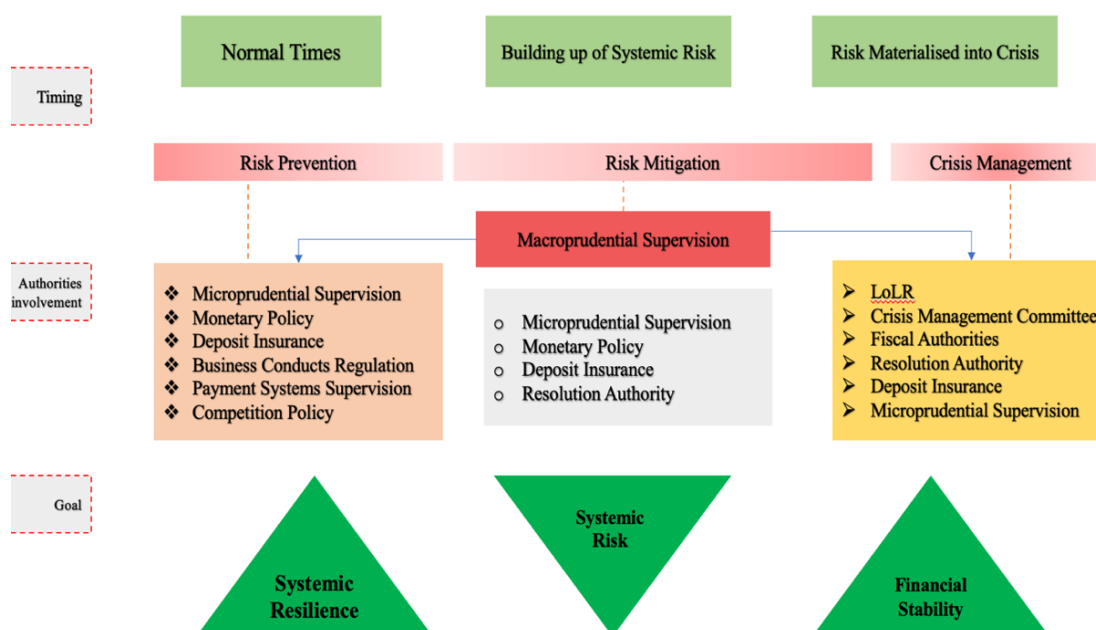 Normal Times
Building up of Systemic Risk
Risk Materialised into Crisis
Timing
Risk Prevention
Risk Mitigation
Crisis Management
Macroprudential Supervision
Authorities
involvement
Microprudential Supervision
Monetary Policy
Deposit Insurance
Business Conducts Regulation
Payment Systems Supervision
Competition Policy
Microprudential Supervision
Monetary Policy
Deposit Insurance
Resolution Authority
LoLR
Crisis Management Committee
Fiscal Authorities
Resolution Authority
Deposit Insurance
Microprudential Supervision
Goal
Systemic
Resilience
Systemic
Risk
Financial
Stability